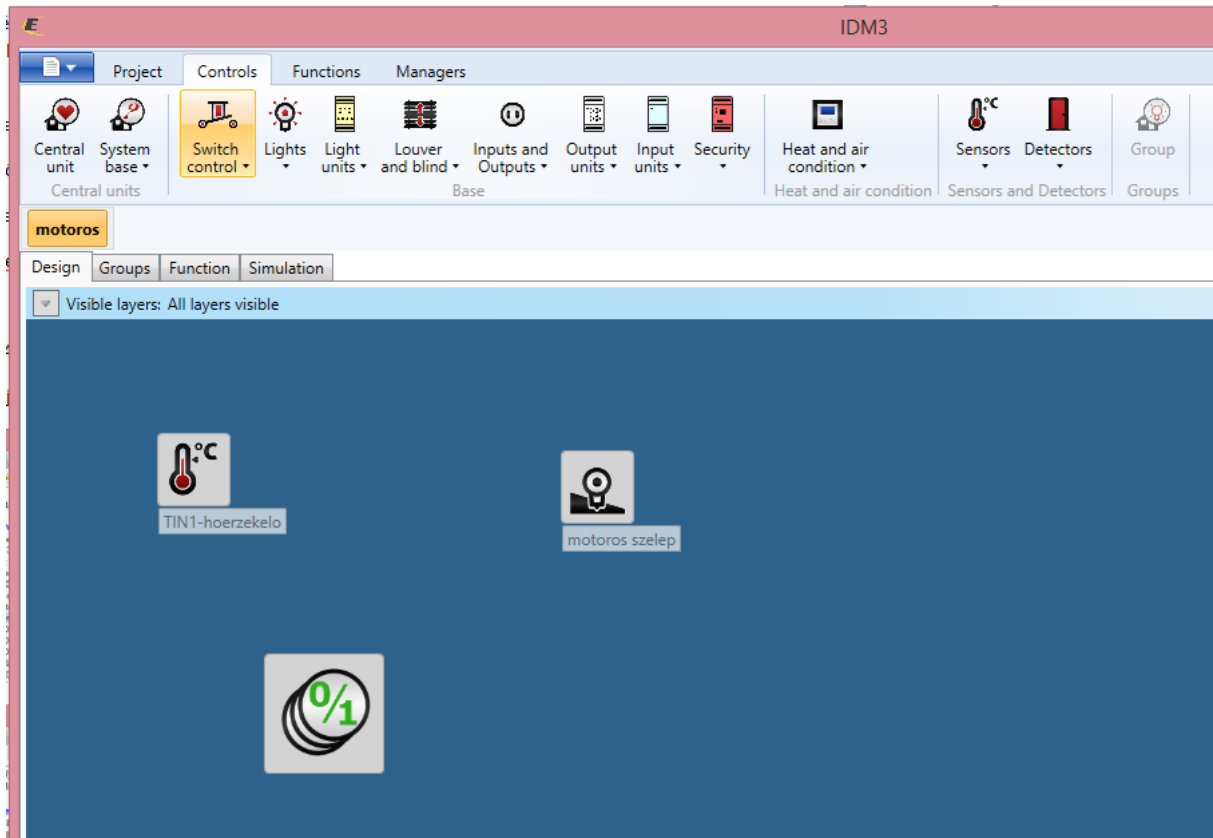 IDM3
Project Controls Functions Managers
Central unit
System base
Switch control
Lights
Light units
Louver and blind
Inputs and Outputs
Output units
Input units
Security
Heat and air condition
Sensors
Detectors
Group
Central units
Base
Heat and air condition
Sensors and Detectors
Groups
motoros
Design Groups Function Simulation
Visible layers: All layers visible
°C
TIN1-hoerzekelo
motoros szelep
0/1